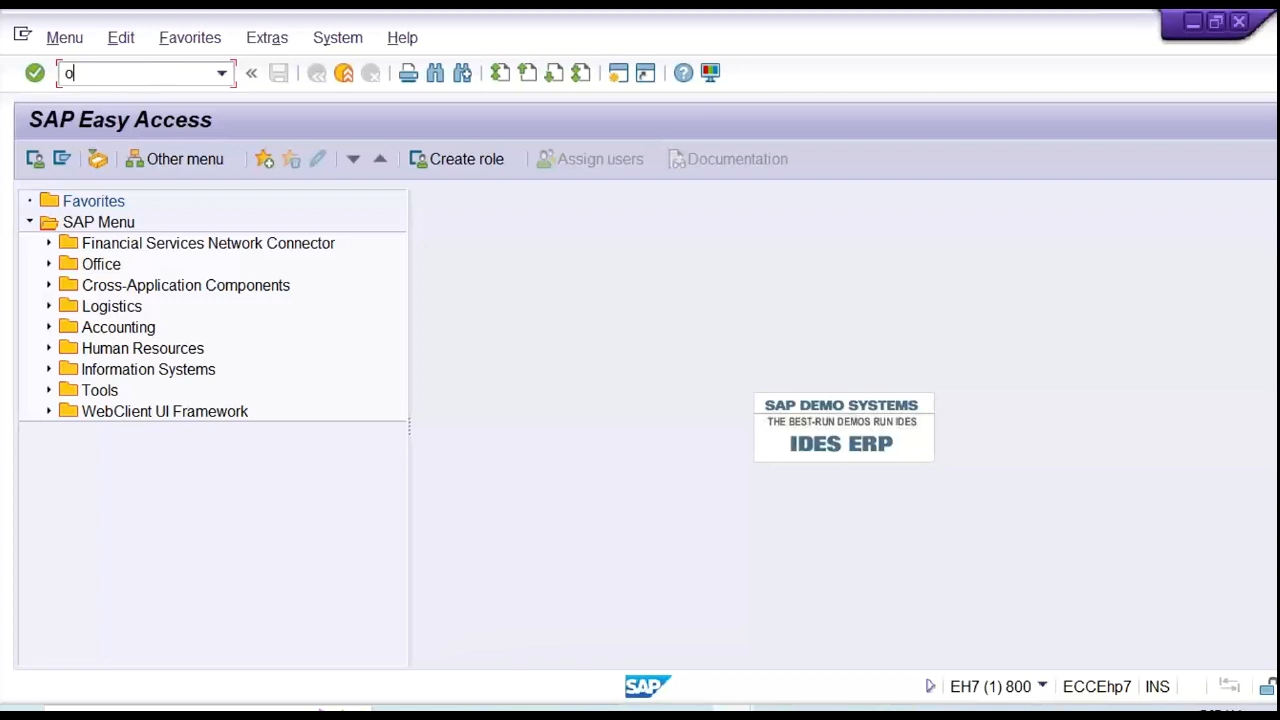 Menu Edit Favorites Extras System Help
o
SAP Easy Access
Other menu Create role Assign users Documentation
Favorites
SAP Menu
Financial Services Network Connector
Office
Cross-Application Components
Logistics
Accounting
Human Resources
Information Systems
Tools
WebClient UI Framework
SAP DEMO SYSTEMS
THE BEST-RUN DEMOS RUN IDES
IDES ERP
SAP
EH7 (1) 800 ECCEhp7 INS